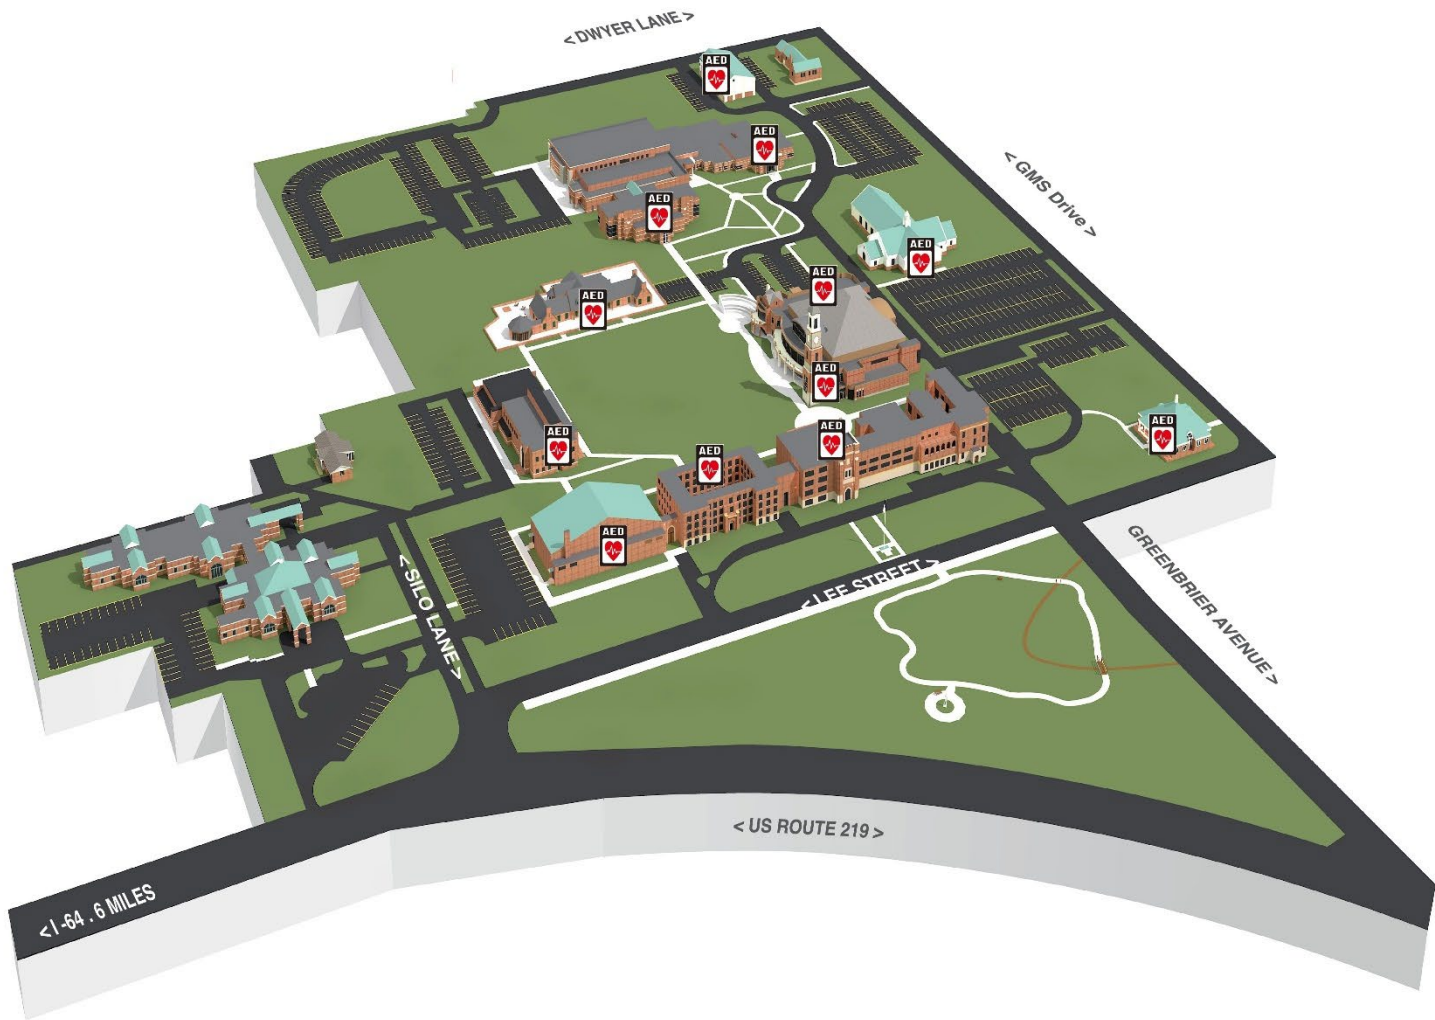 < DWYER LANE >
AED
AED
< GMS Drive >
AED
AED
AED
AED
AED
AED
AED
AED
AED
AED
< SILO LANE >
< LEE STREET >
GREENBRIER AVENUE >
< US ROUTE 219 >
< I -64 . 6 MILES